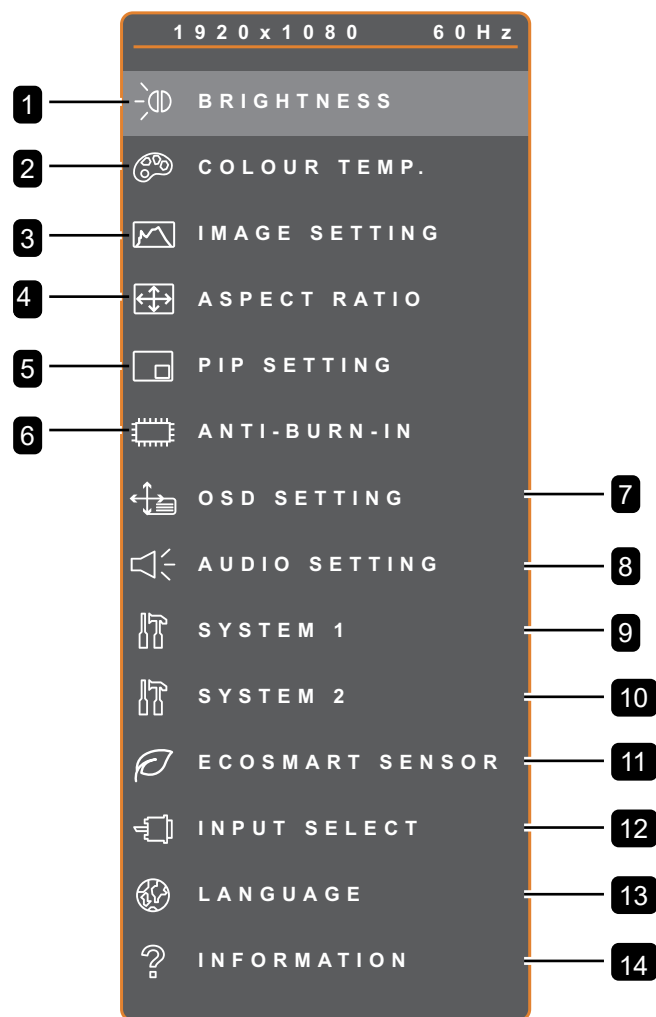 1920x1080 60Hz
1 BRIGHTNESS
2 COLOUR TEMP.
3 IMAGE SETTING
4 ASPECT RATIO
5 PIP SETTING
6 ANTI-BURN-IN
OSD SETTING 7
AUDIO SETTING 8
SYSTEM 1 9
SYSTEM 2 10
ECOSMART SENSOR 11
INPUT SELECT 12
LANGUAGE 13
? INFORMATION 14